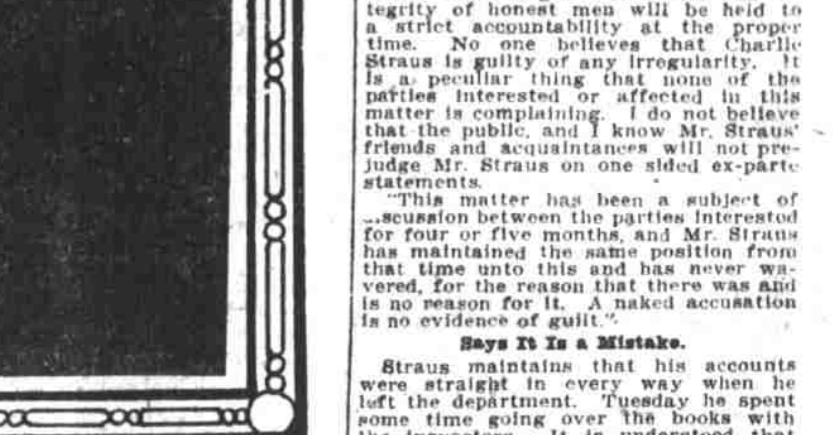 tegrity of honest men will be held to
a strict accountability at the proper
time. No one believes that Charlie
Straus is guilty of any irregularity. It
is a peculiar thing that none of the
parties interested or affected in this
matter is complaining. I do not believe
that the public, and I know Mr. Straus'
friends and acquaintances will not pre-
judge Mr. Straus on one sided ex-parte
statements.
"This matter has been a subject of
scussion between the parties interested
for four or five months, and Mr. Straus
has maintained the same position from
that time unto this and has never wa-
vered, for the reason that there was and
is no reason for it. A naked accusation
is no evidence of guilt."
Says It Is a Mistake.
Straus maintains that his accounts
were straight in every way when he
left the department. Tuesday he spent
some time going over the books with
the inspectors. It is understood that